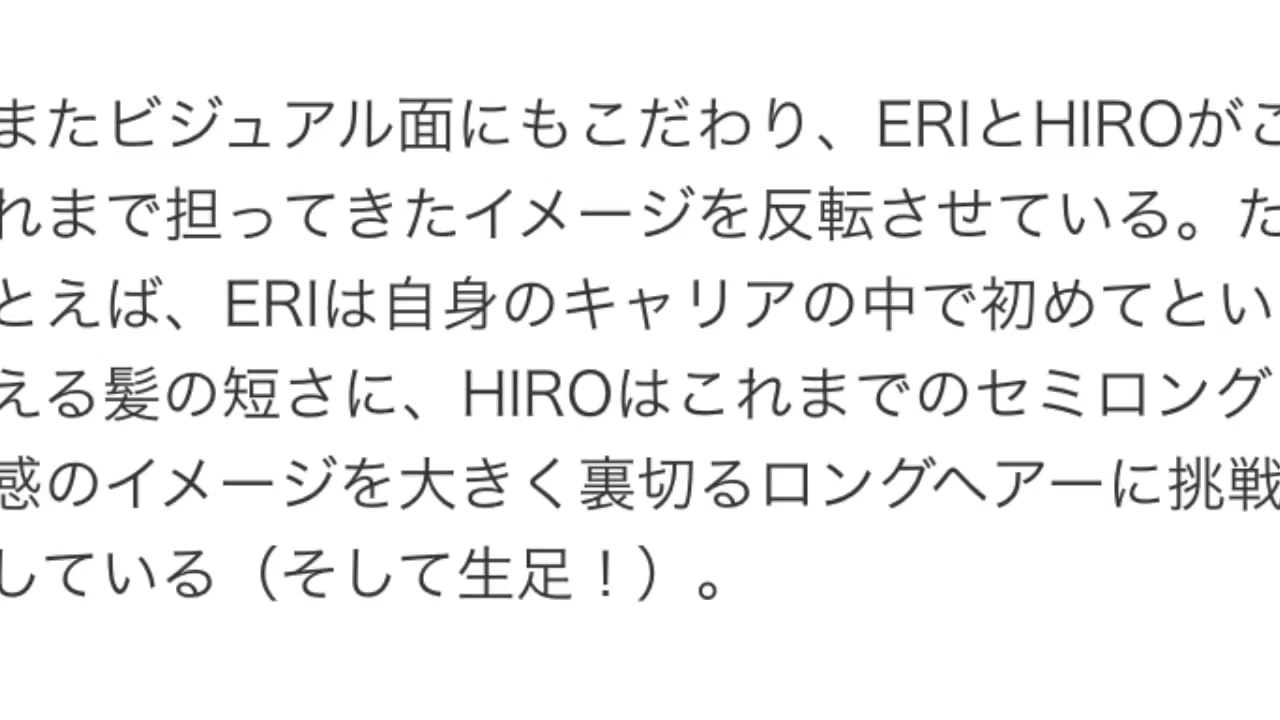 またビジュアル面にもこだわり、ERIとHIROがこ
れまで担ってきたイメージを反転させている。た
とえば、ERIは自身のキャリアの中で初めてとい
える髪の短さに、HIROはこれまでのセミロング
感のイメージを大きく裏切るロングヘアーに挑戦
している（そして生足！）。